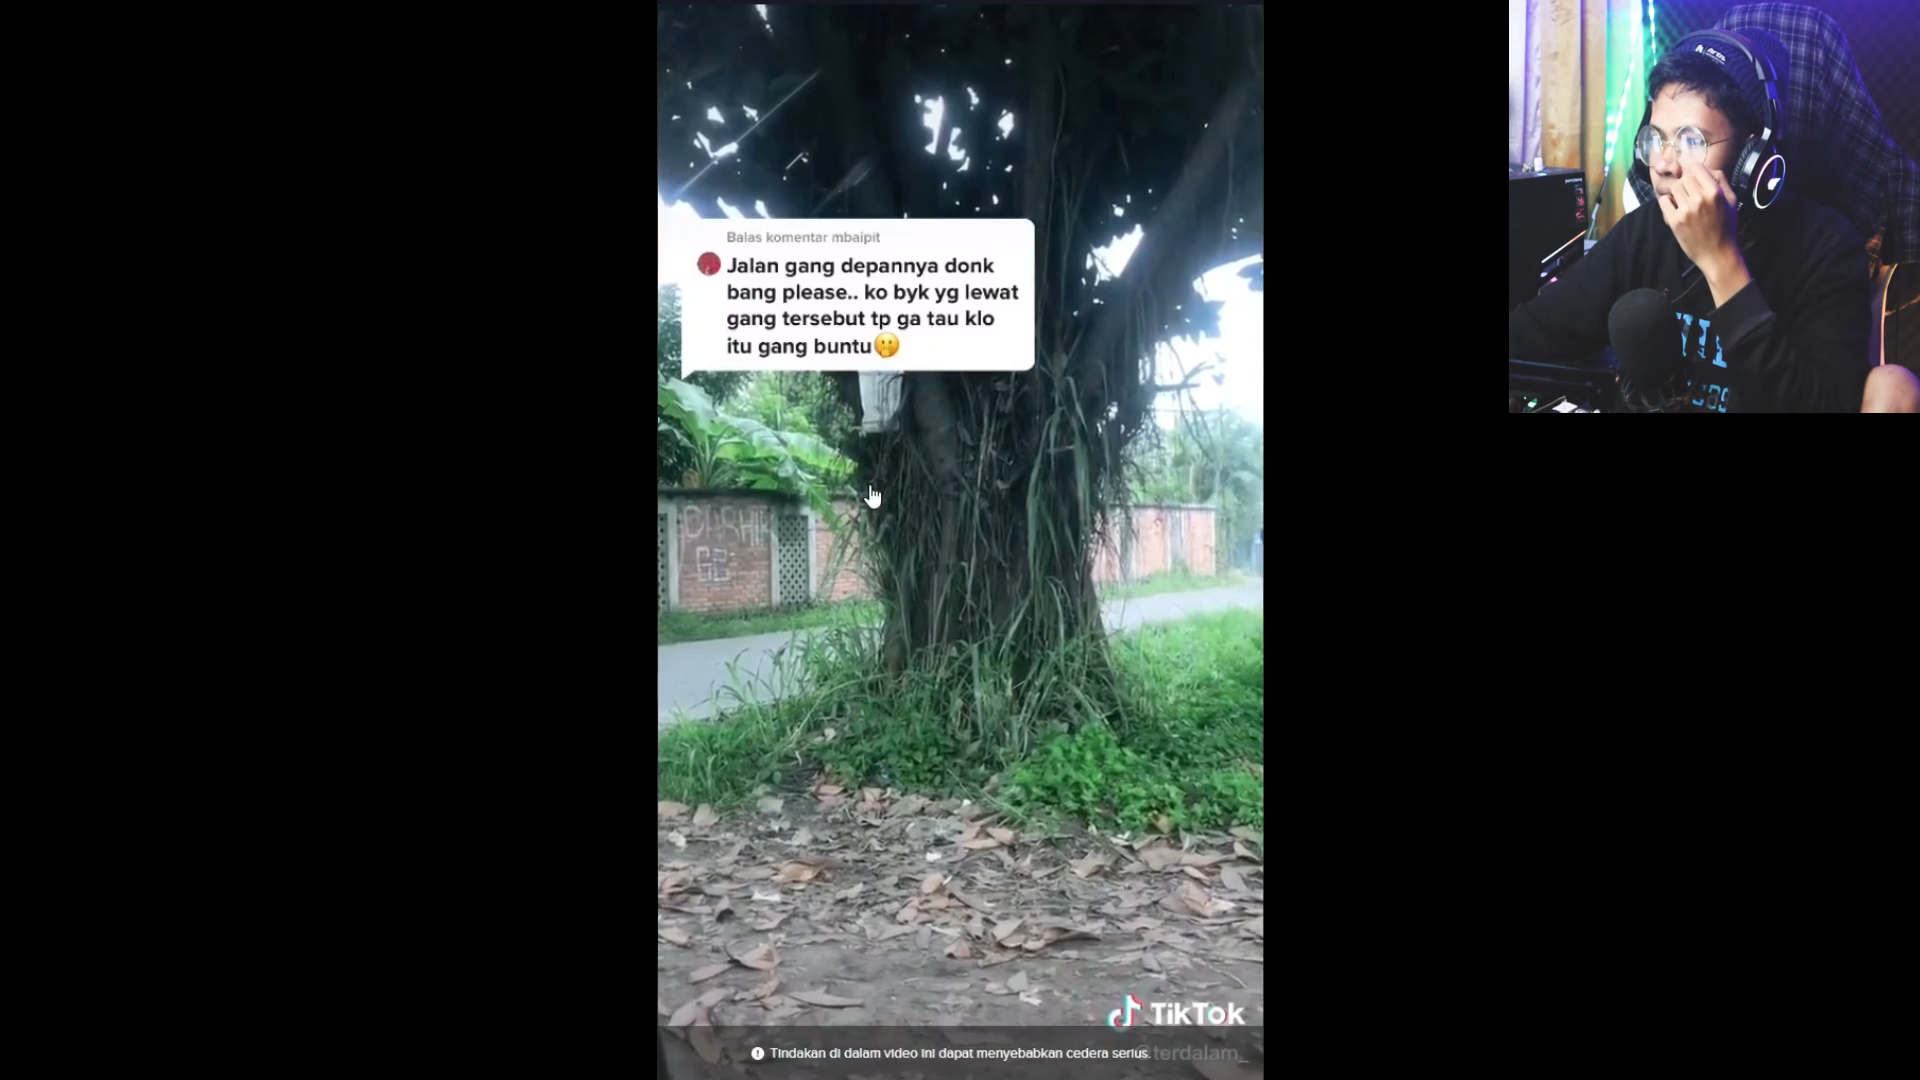 Balas komentar mbaipit
Jalan gang depannya donk
bang please.. ko byk yg lewat
gang tersebut tp ga tau klo
itu gang buntu🤭
TikTok
Tindakan di dalam video ini dapat menyebabkan cedera serius.
@terdalam_